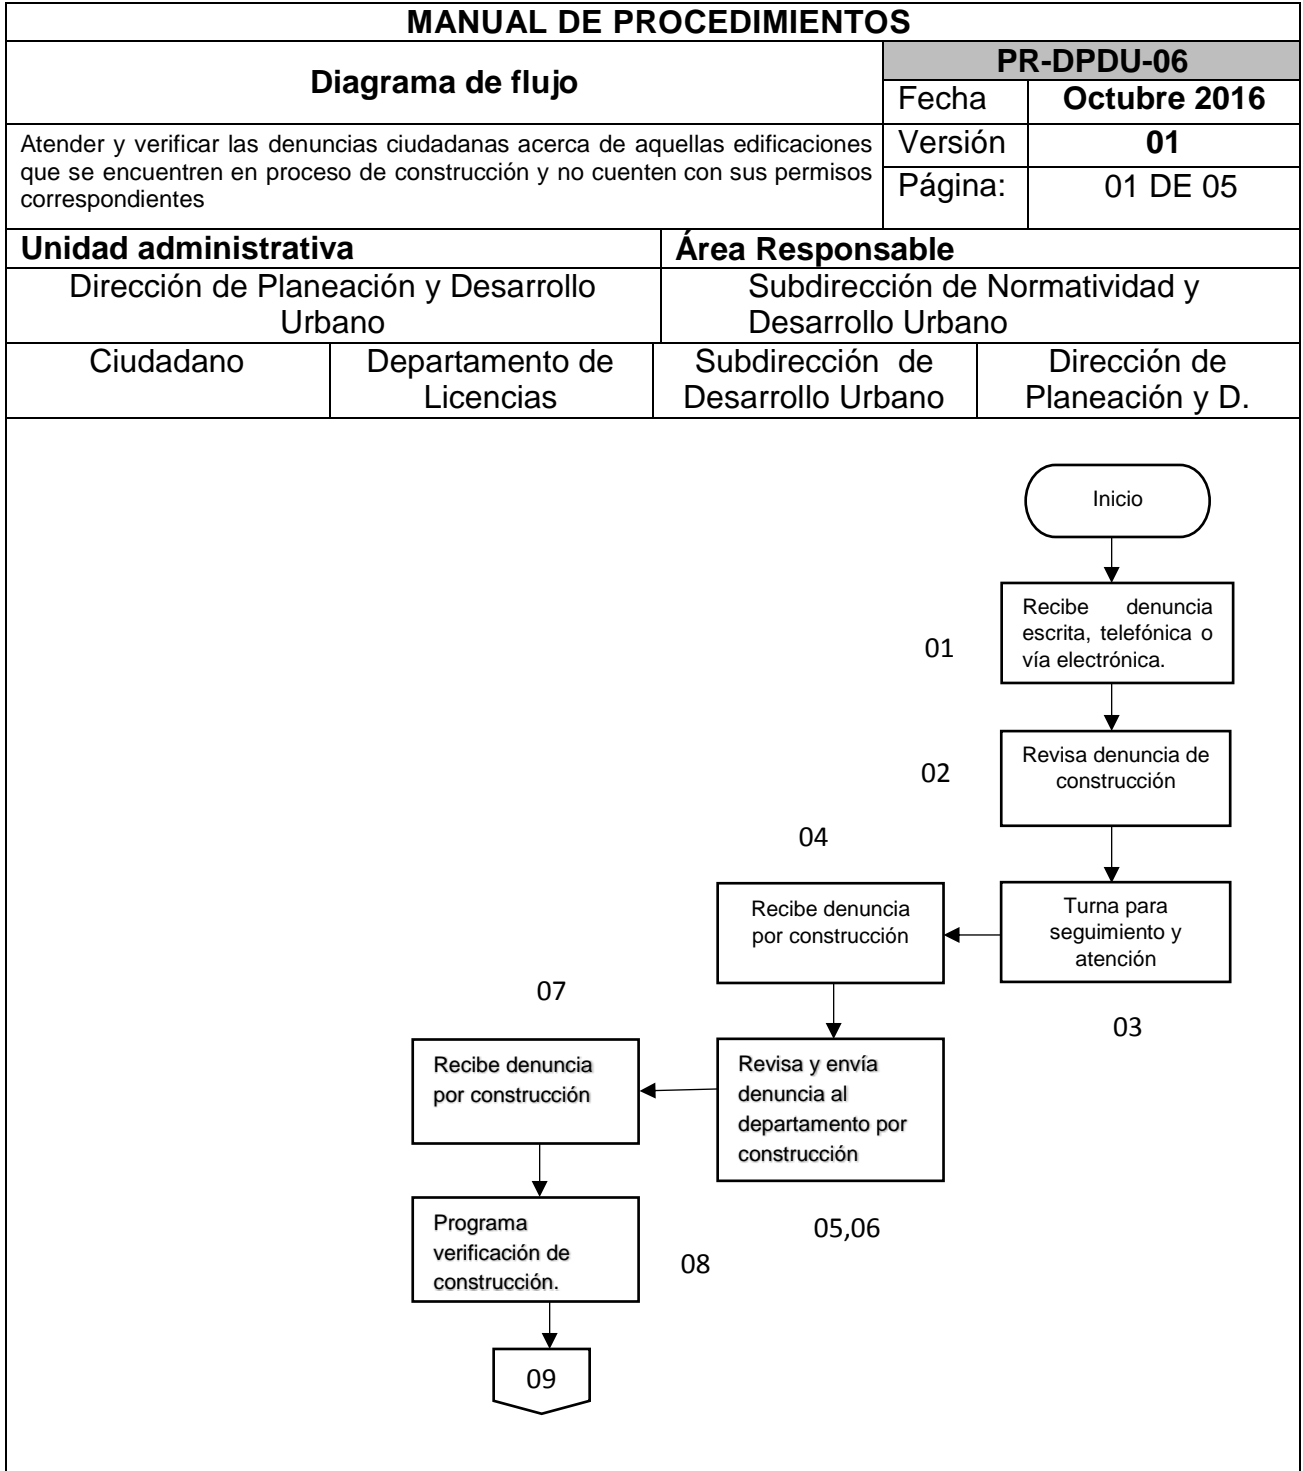 MANUAL DE PROCEDIMIENTOS
Diagrama de flujo
PR-DPDU-06
Fecha
Octubre 2016
Atender y verificar las denuncias ciudadanas acerca de aquellas edificaciones
que se encuentren en proceso de construcción y no cuenten con sus permisos
correspondientes
Versión
01
Página:
01 DE 05
Unidad administrativa
Área Responsable
Dirección de Planeación y Desarrollo
Urbano
Subdirección de Normatividad y
Desarrollo Urbano
Ciudadano
Departamento de
Licencias
Subdirección de
Desarrollo Urbano
Dirección de
Planeación y D.
Inicio
Recibe denuncia
escrita, telefónica o
vía electrónica.
01
Revisa denuncia de
construcción
02
04
Recibe denuncia
por construcción
Turna para
seguimiento y
atención
03
07
Recibe denuncia
por construcción
Revisa y envía
denuncia al
departamento por
construcción
05,06
Programa
verificación de
construcción.
08
09